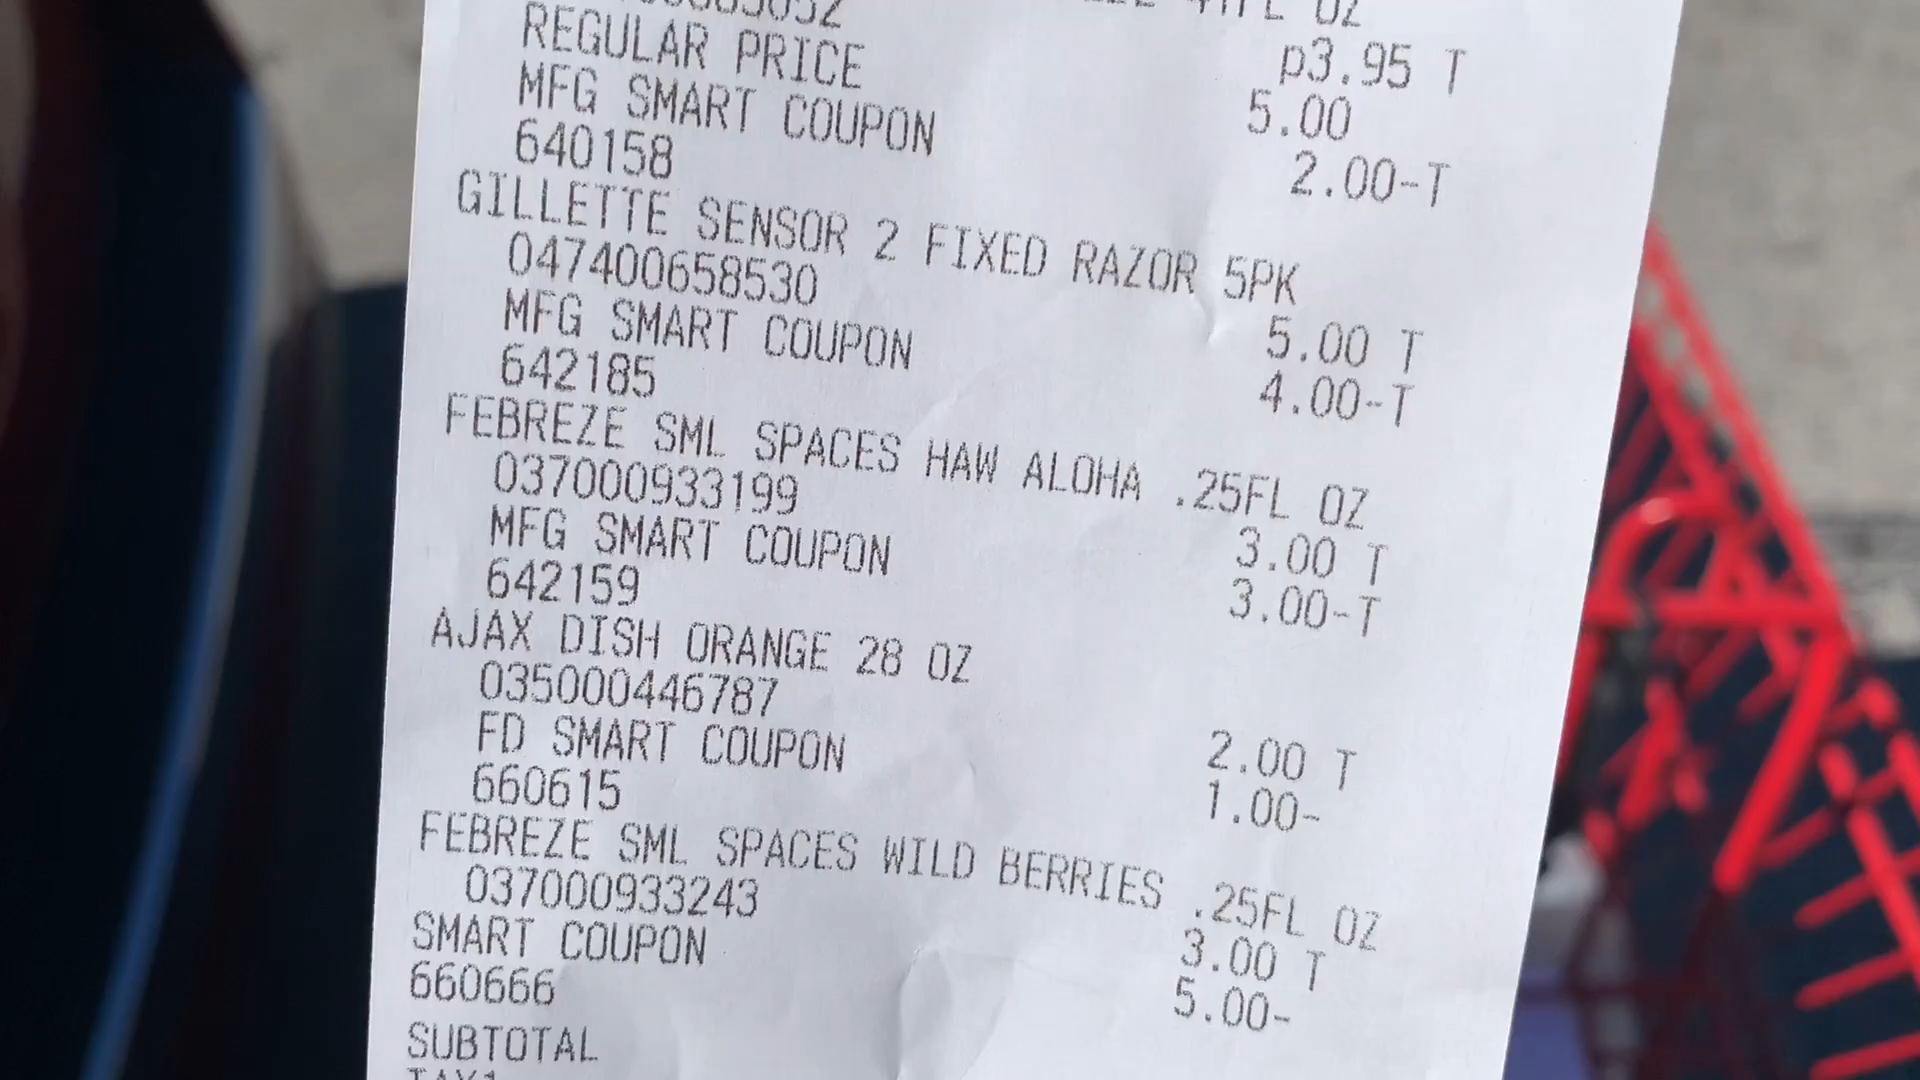 OZ
REGULAR PRICE p3.95 T
MFG SMART COUPON 5.00
640158 2.00-T
GILLETTE SENSOR 2 FIXED RAZOR 5PK
047400658530 5.00 T
MFG SMART COUPON 4.00-T
642185
FEBREZE SML SPACES HAW ALOHA .25FL OZ
037000933199 3.00 T
MFG SMART COUPON 3.00-T
642159
AJAX DISH ORANGE 28 OZ
035000446787 2.00 T
FD SMART COUPON 1.00-
660615
FEBREZE SML SPACES WILD BERRIES .25FL OZ
037000933243 3.00 T
SMART COUPON 5.00-
660666
SUBTOTAL